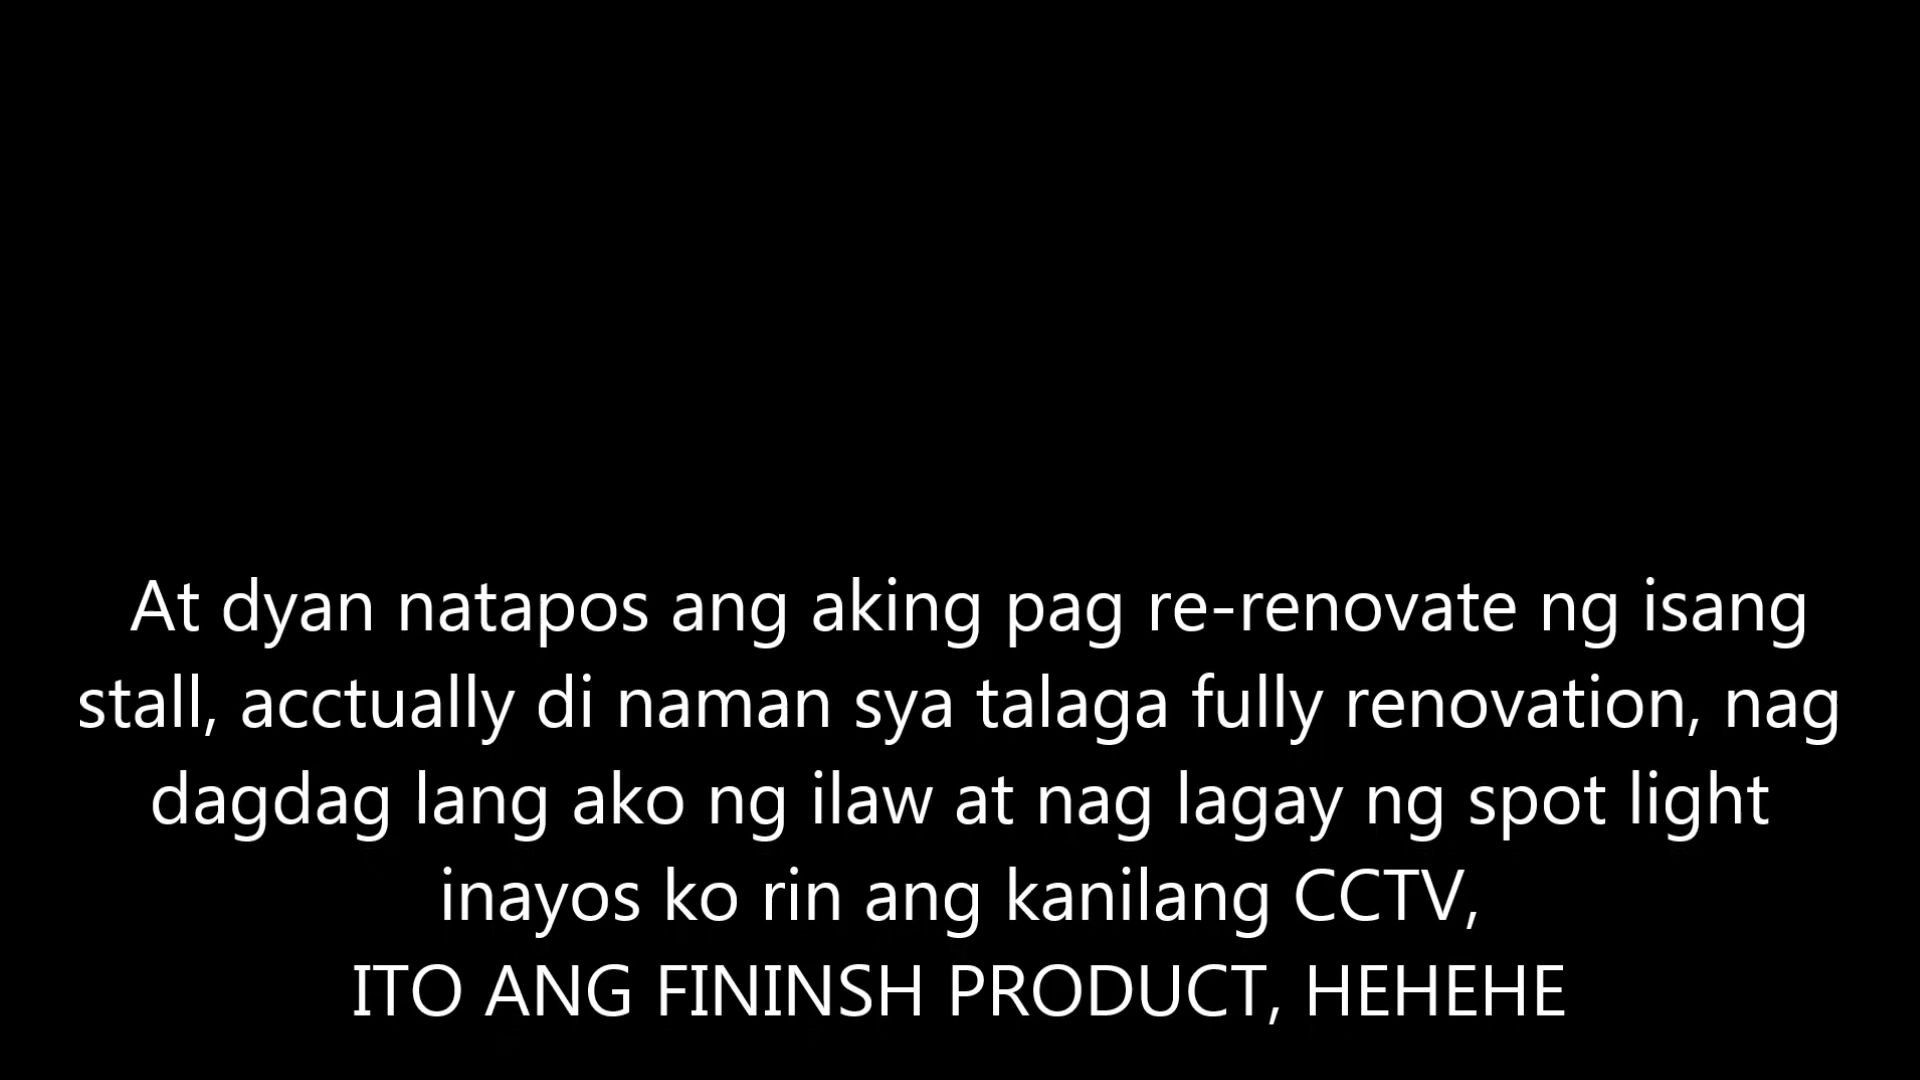 At dyan natapos ang aking pag re-renovate ng isang
stall, acctually di naman sya talaga fully renovation, nag
dagdag lang ako ng ilaw at nag lagay ng spot light
inayos ko rin ang kanilang CCTV,
ITO ANG FININSH PRODUCT, HEHEHE